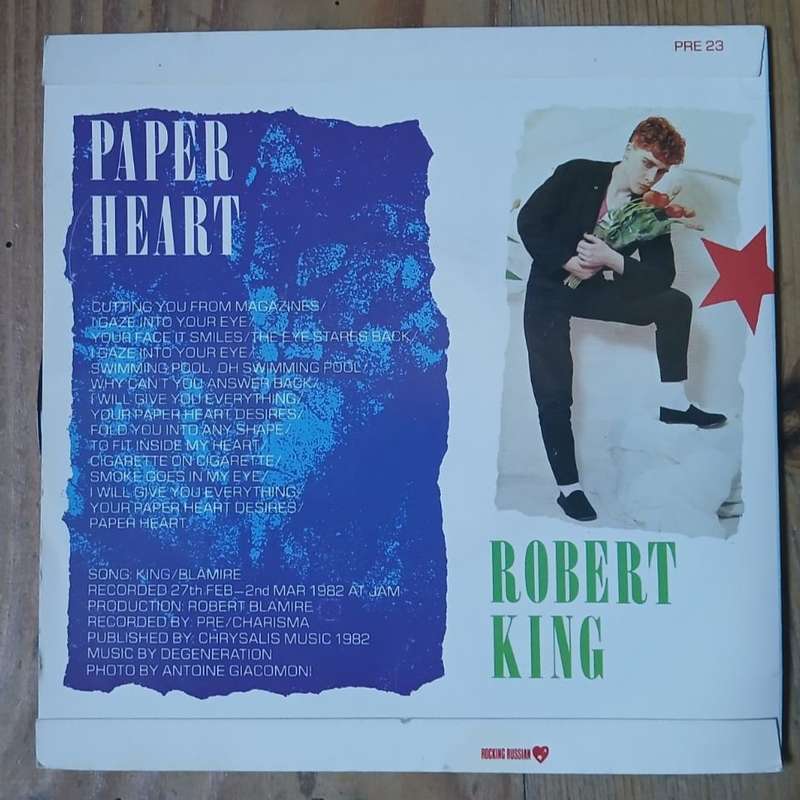 PRE 23
PAPER
HEART
CUTTING YOU FROM MAGAZINES/
I GAZE INTO YOUR EYE/
YOUR FACE IT SMILES/THE EYE STARES BACK/
I GAZE INTO YOUR EYE/
SWIMMING POOL, OH SWIMMING POOL/
WHY CAN T YOU ANSWER BACK/
I WILL GIVE YOU EVERYTHING/
YOUR PAPER HEART DESIRES/
FOLD YOU INTO ANY SHAPE/
TO FIT INSIDE MY HEART/
CIGARETTE ON CIGARETTE/
SMOKE GOES IN MY EYE/
I WILL GIVE YOU EVERYTHING/
YOUR PAPER HEART DESIRES/
PAPER HEART.
SONG: KING/BLAMIRE
RECORDED 27th FEB–2nd MAR 1982 AT JAM
PRODUCTION: ROBERT BLAMIRE
RECORDED BY: PRE/CHARISMA
PUBLISHED BY: CHRYSALIS MUSIC 1982
MUSIC BY DEGENERATION
PHOTO BY ANTOINE GIACOMONI
ROBERT
KING
ROCKING RUSSIAN